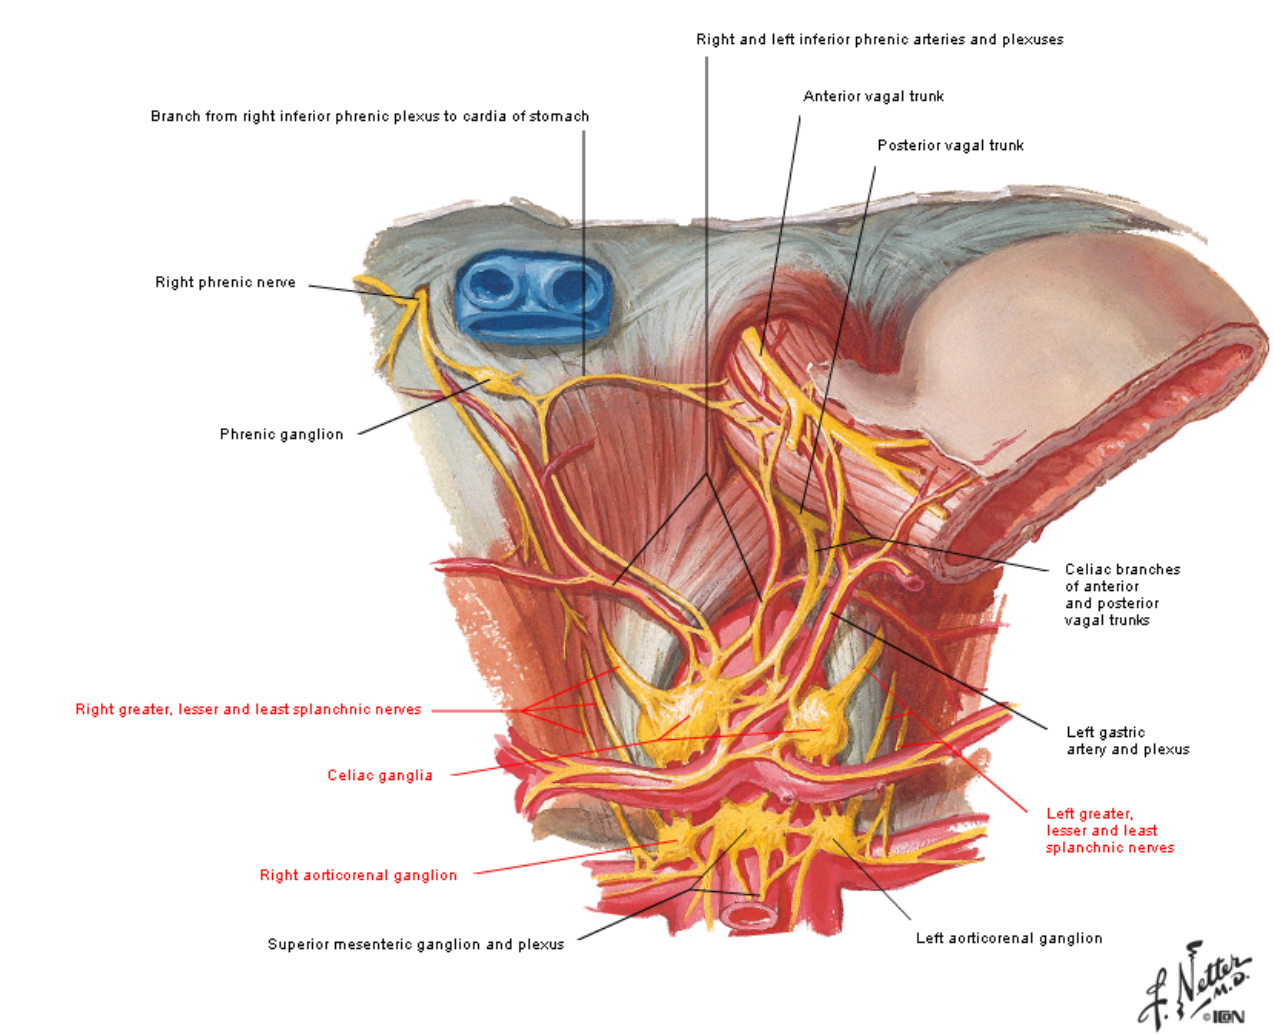 Right and left inferior phrenic arteries and plexuses
Anterior vagal trunk
Branch from right inferior phrenic plexus to cardia of stomach
Posterior vagal trunk
Right phrenic nerve
Phrenic ganglion
Celiac branches
of anterior
and posterior
vagal trunks
Right greater, lesser and least splanchnic nerves
Left gastric
artery and plexus
Celiac ganglia
Left greater,
lesser and least
splanchnic nerves
Right aorticorenal ganglion
Superior mesenteric ganglion and plexus
Left aorticorenal ganglion
F. Netter
M.D.
© ICON